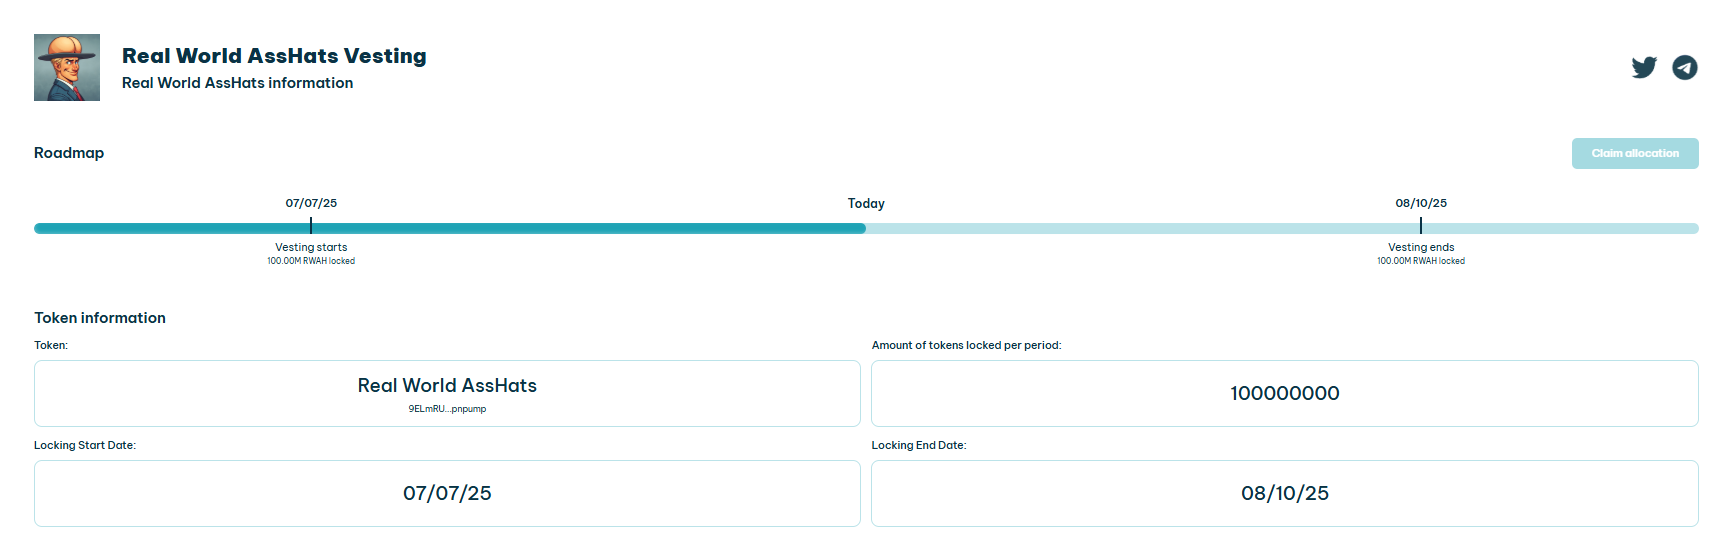 Real World AssHats Vesting
Real World AssHats information
Roadmap
Claim allocation
07/07/25
Today
08/10/25
Vesting starts
Vesting ends
100.00M RWAH locked
100.00M RWAH locked
Token information
Token:
Amount of tokens locked per period:
Real World AssHats
9ELmRU...pnpump
100000000
Locking Start Date:
Locking End Date:
07/07/25
08/10/25